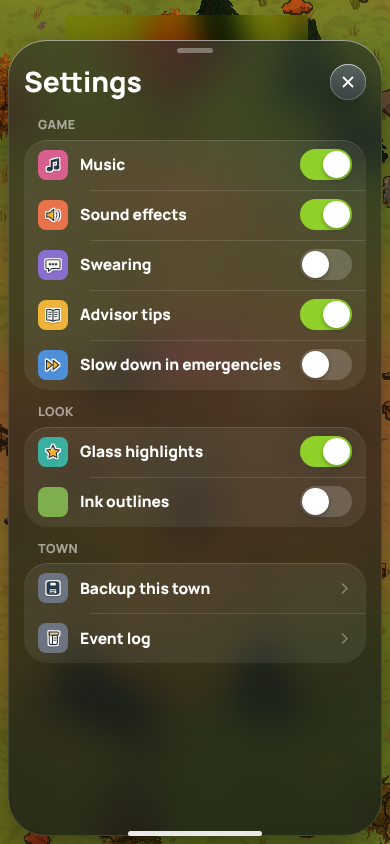 Settings
GAME
Music
Sound effects
Swearing
Advisor tips
Slow down in emergencies
LOOK
Glass highlights
Ink outlines
TOWN
Backup this town
Event log